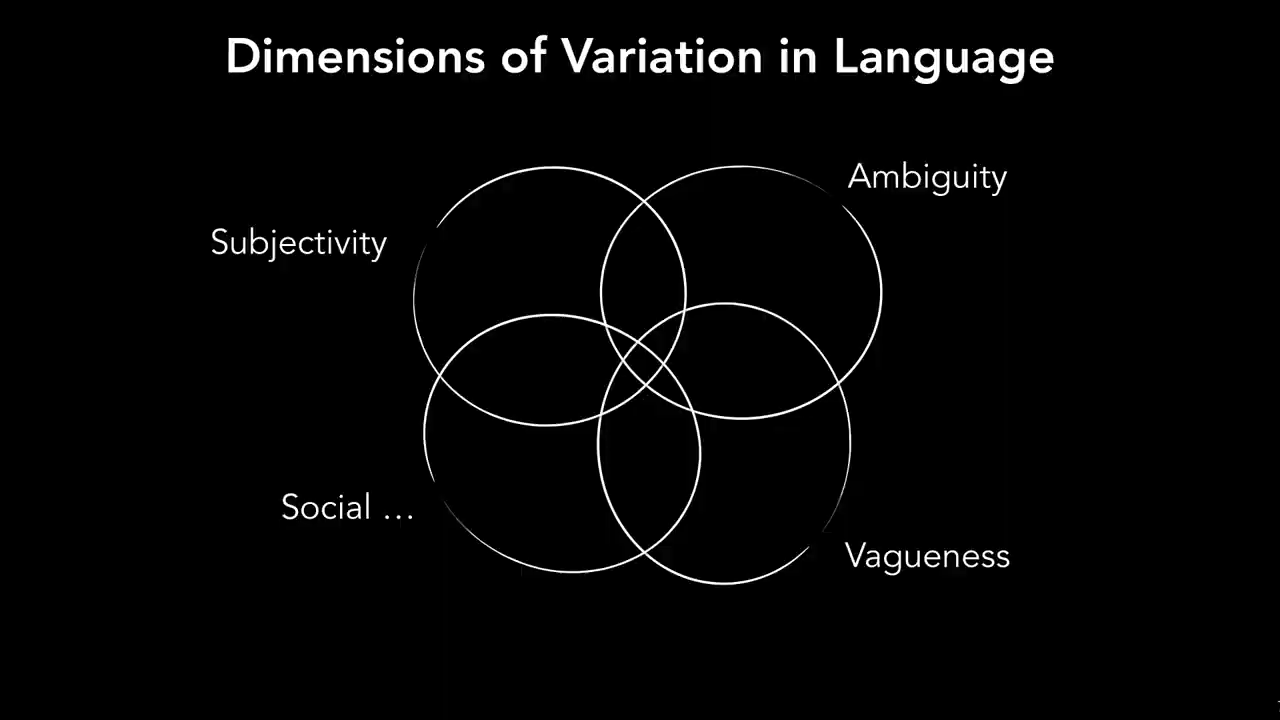 Dimensions of Variation in Language
Ambiguity
Subjectivity
Social …
Vagueness